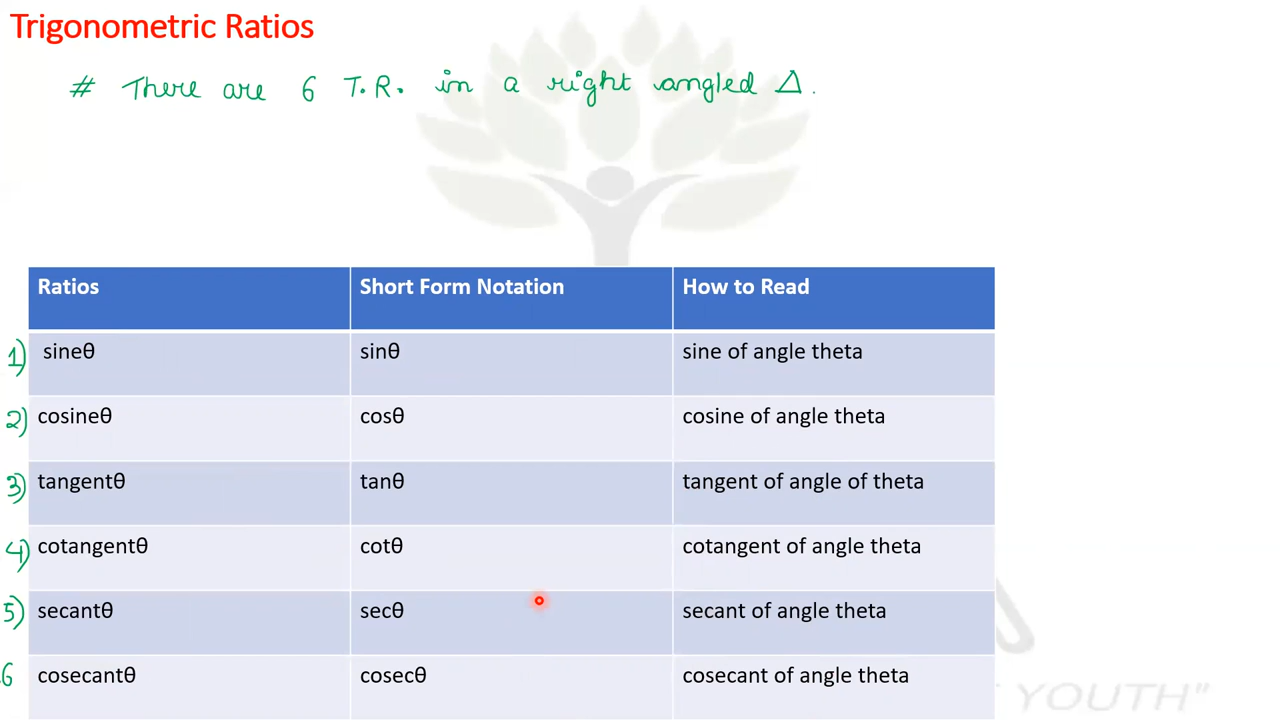 Trigonometric Ratios
# There are 6 T.R. in a right angled Δ.
Ratios Short Form Notation How to Read
1) sineθ sinθ sine of angle theta
2) cosineθ cosθ cosine of angle theta
3) tangentθ tanθ tangent of angle of theta
4) cotangentθ cotθ cotangent of angle theta
5) secantθ secθ secant of angle theta
6 cosecantθ cosecθ cosecant of angle theta
YOUTH"